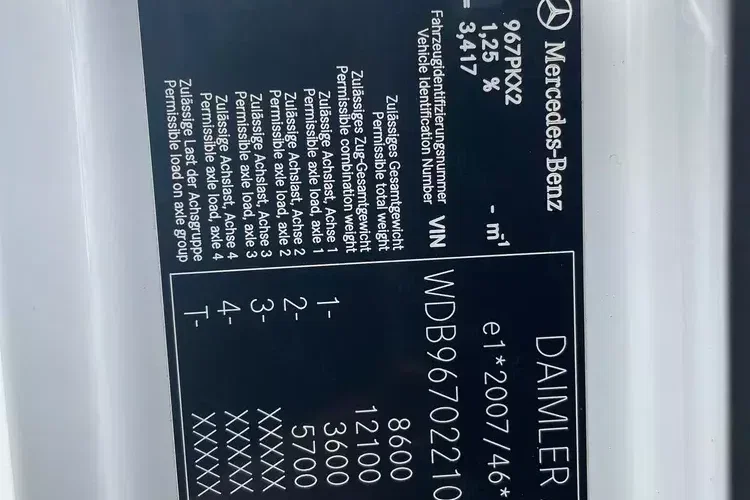 Mercedes-Benz
DAIMLER
967PKX2
e1*2007/46*
1,25 % - m⁻¹
= 3,417
Fahrzeugidentifizierungsnummer
Vehicle Identification Number VIN WDB96702210
Zulässiges Gesamtgewicht
Permissible total weight 8600
Zulässiges Zug-Gesamtgewicht
Permissible combination weight 12100
Zulässige Achslast, Achse 1
Permissible axle load, axle 1 1- 3600
Zulässige Achslast, Achse 2
Permissible axle load, axle 2 2- 5700
Zulässige Achslast, Achse 3
Permissible axle load, axle 3 3- XXXXX
Zulässige Achslast, Achse 4
Permissible axle load, axle 4 4- XXXXX
Zulässige Last der Achsgruppe
Permissible load on axle group T- XXXXX